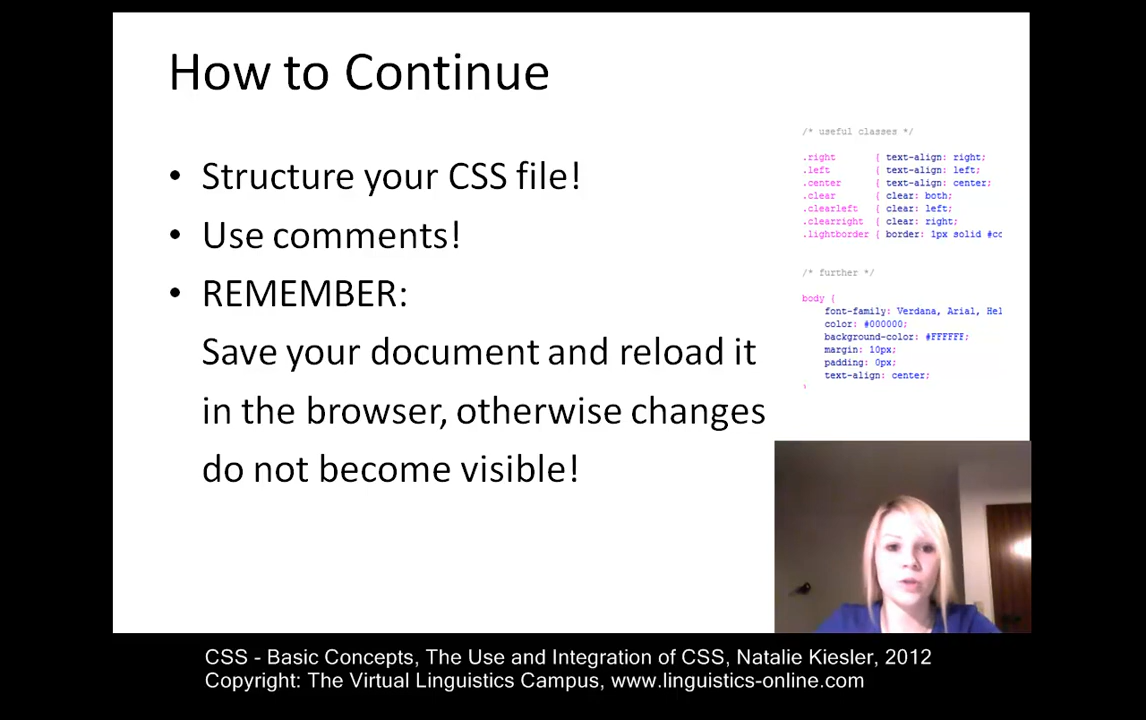 How to Continue
• Structure your CSS file!
• Use comments!
• REMEMBER:
Save your document and reload it
in the browser, otherwise changes
do not become visible!
/* useful classes */
.right { text-align: right;
.left { text-align: left;
.center { text-align: center;
.clear { clear: both;
.clearleft { clear: left;
.clearright { clear: right;
.lightborder { border: 1px solid #cc
/* further */
body {
font-family: Verdana, Arial, Hel
color: #000000;
background-color: #FFFFFF;
margin: 10px;
padding: 0px;
text-align: center;
}
CSS - Basic Concepts, The Use and Integration of CSS, Natalie Kiesler, 2012
Copyright: The Virtual Linguistics Campus, www.linguistics-online.com